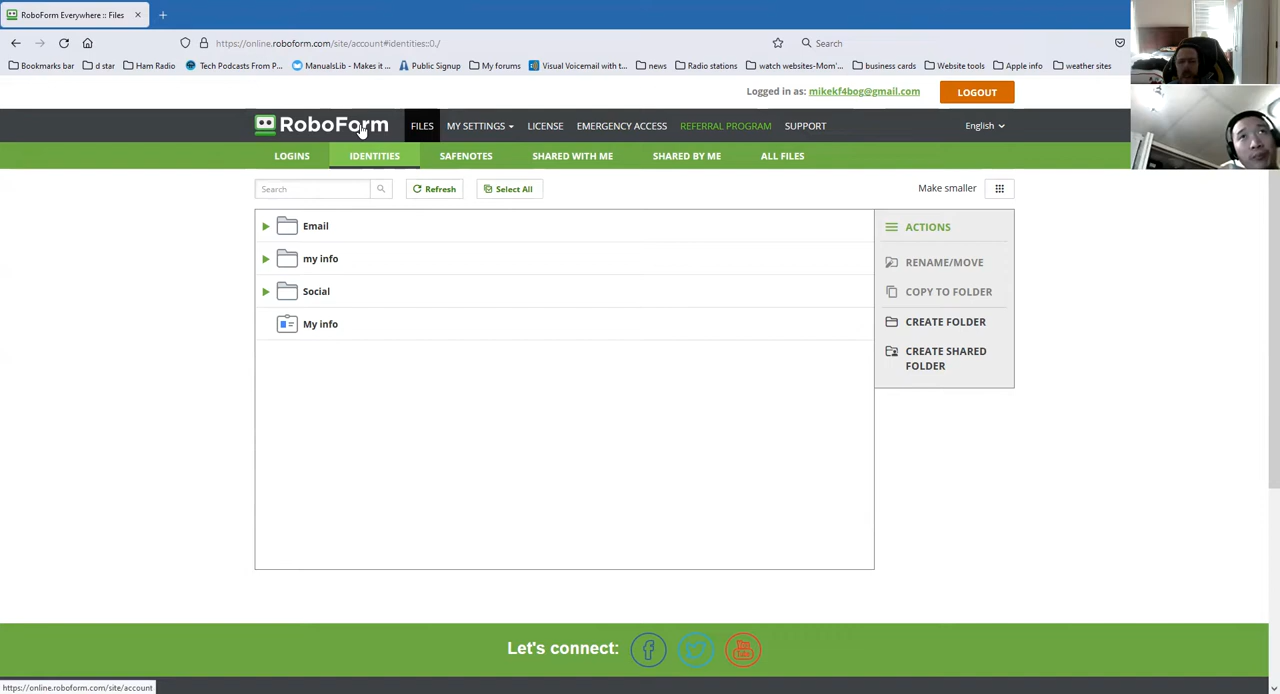 RoboForm Everywhere :: Files
https://online.roboform.com/site/account#identities::0./
Search
Bookmarks bar
d star
Ham Radio
Tech Podcasts From P...
ManualsLib - Makes it ...
Public Signup
My forums
Visual Voicemail with t...
news
Radio stations
watch websites-Mom'...
business cards
Website tools
Apple info
weather sites
Logged in as: mikekf4bog@gmail.com
LOGOUT
RoboForm
FILES
MY SETTINGS
LICENSE
EMERGENCY ACCESS
REFERRAL PROGRAM
SUPPORT
English
LOGINS
IDENTITIES
SAFENOTES
SHARED WITH ME
SHARED BY ME
ALL FILES
Search
Refresh
Select All
Make smaller
Email
my info
Social
My info
ACTIONS
RENAME/MOVE
COPY TO FOLDER
CREATE FOLDER
CREATE SHARED
FOLDER
Let's connect:
https://online.roboform.com/site/account